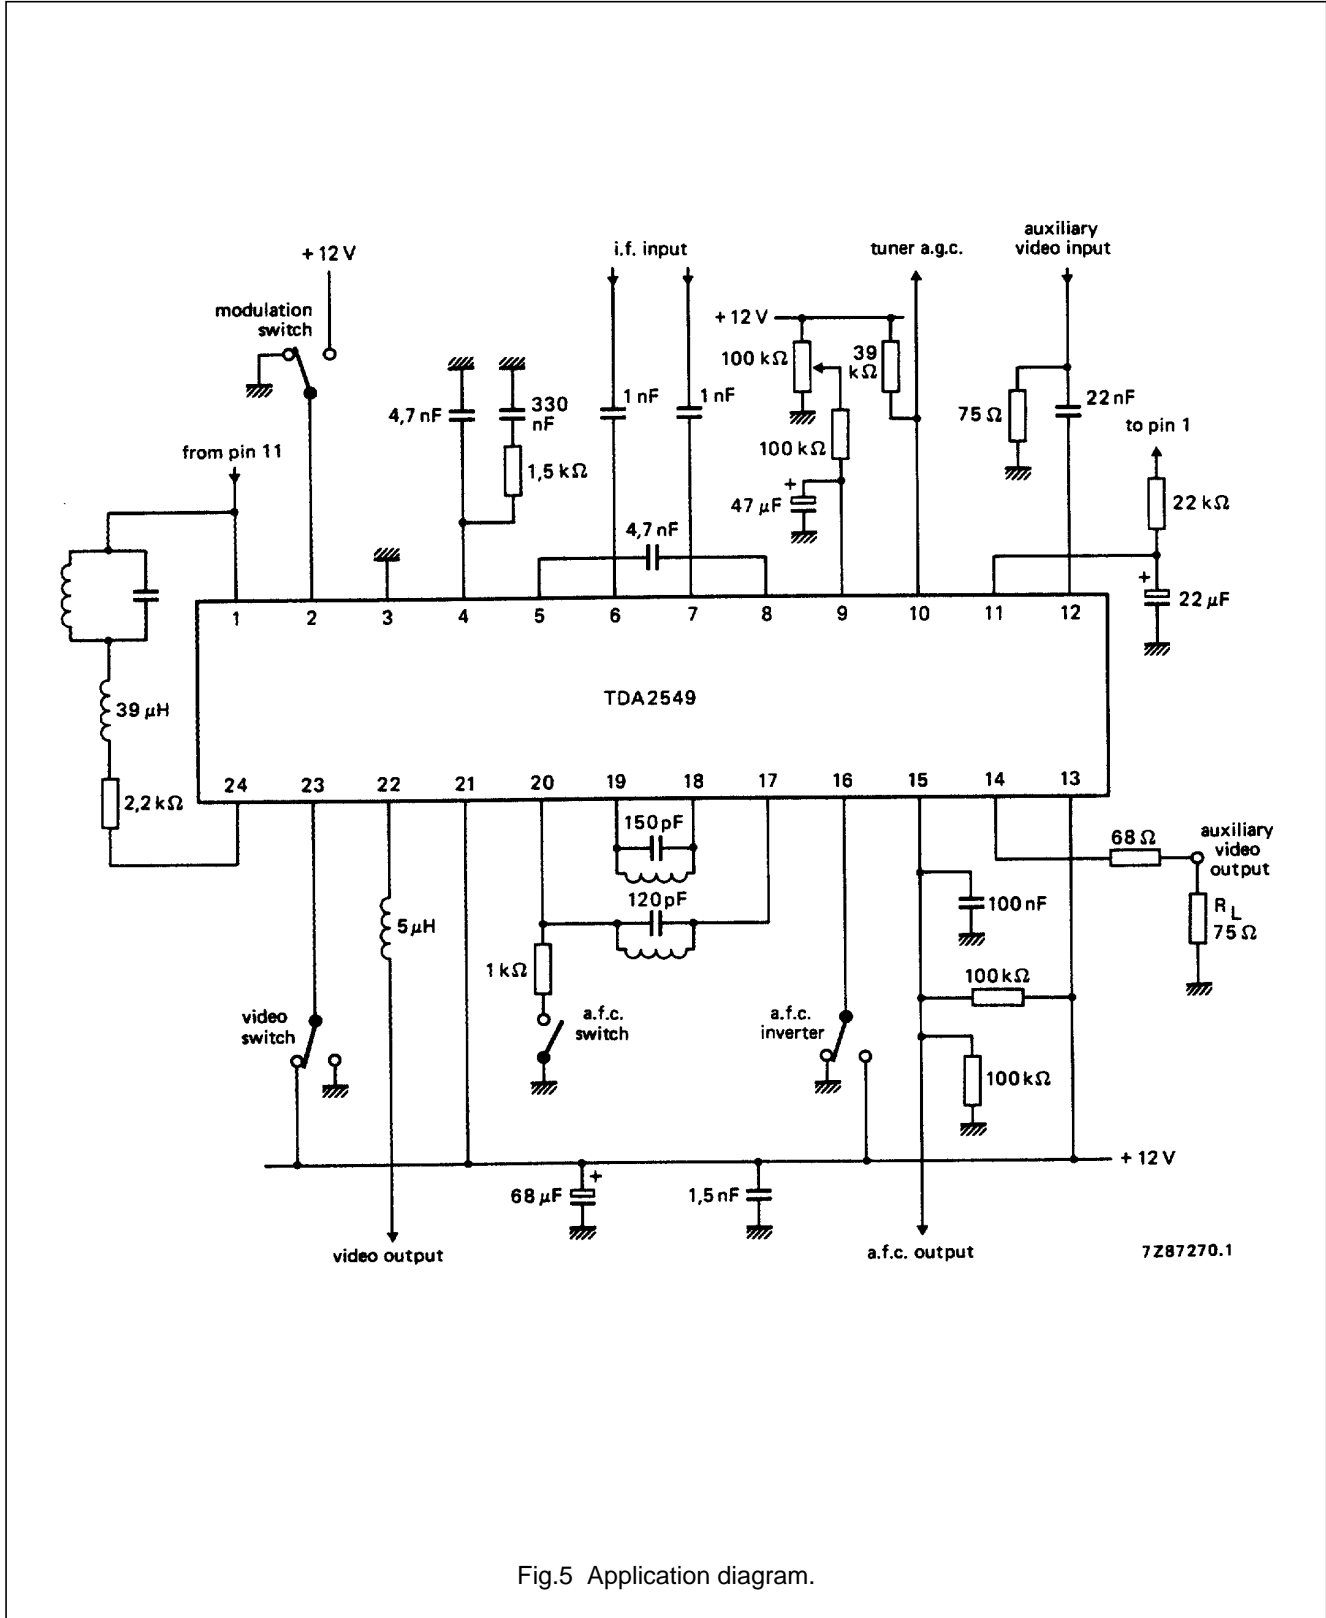 + 12 V
modulation
switch
from pin 11
i.f. input
tuner a.g.c.
auxiliary
video input
+ 12 V
100 kΩ
39
kΩ
4,7 nF
330
nF
1,5 kΩ
1 nF
1 nF
4,7 nF
100 kΩ
+
47 μF
75 Ω
22 nF
to pin 1
22 kΩ
+
22 μF
1 2 3 4 5 6 7 8 9 10 11 12
39 μH
2,2 kΩ
TDA2549
24 23 22 21 20 19 18 17 16 15 14 13
150 pF
120 pF
5 μH
1 kΩ
video
switch
a.f.c.
switch
a.f.c.
inverter
68 Ω
auxiliary
video
output
RL
75 Ω
100 nF
100 kΩ
100 kΩ
+ 12 V
68 μF
+
1,5 nF
video output
a.f.c. output
7Z87270.1
Fig.5 Application diagram.